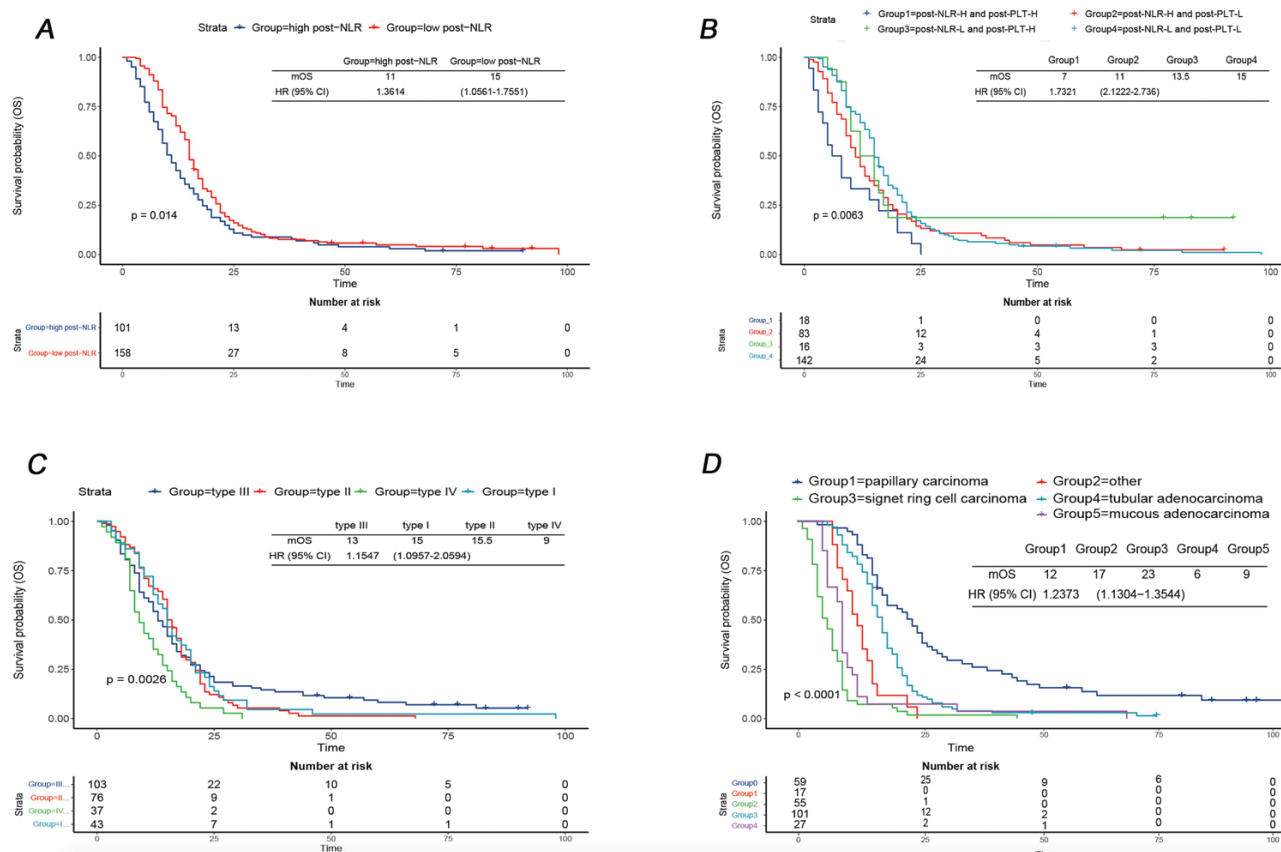 A
Strata Group=high post-NLR Group=low post-NLR
Group=high post-NLR Group=low post-NLR
mOS 11 15
HR (95% CI) 1.3614 (1.0561-1.7551)
Survival probability (OS)
1.00
0.75
0.50
0.25
0.00
p = 0.014
0 25 50 75 100
Time
Number at risk
Strata
Group=high post-NLR 101 13 4 1 0
Group=low post-NLR 158 27 8 5 0
0 25 50 75 100
Time
B
Strata
Group1=post-NLR-H and post-PLT-H Group2=post-NLR-H and post-PLT-L
Group3=post-NLR-L and post-PLT-H Group4=post-NLR-L and post-PLT-L
Group1 Group2 Group3 Group4
mOS 7 11 13.5 15
HR (95% CI) 1.7321 (2.1222-2.736)
Survival probability (OS)
1.00
0.75
0.50
0.25
0.00
p = 0.0063
0 25 50 75 100
Time
Number at risk
Strata
Group_1 18 1 0 0 0
Group_2 83 12 4 1 0
Group_3 16 3 3 3 0
Group_4 142 24 5 2 0
0 25 50 75 100
Time
C
Strata Group=type III Group=type II Group=type IV Group=type I
type III type I type II type IV
mOS 13 15 15.5 9
HR (95% CI) 1.1547 (1.0957-2.0594)
Survival probability (OS)
1.00
0.75
0.50
0.25
0.00
p = 0.0026
0 25 50 75 100
Time
Number at risk
Strata
Group=III... 103 22 10 5 0
Group=II... 76 9 1 0 0
Group=IV... 37 2 0 0 0
Group=I... 43 7 1 1 0
0 25 50 75 100
Time
D
Group1=papillary carcinoma Group2=other
Group3=signet ring cell carcinoma Group4=tubular adenocarcinoma
Group5=mucous adenocarcinoma
Group1 Group2 Group3 Group4 Group5
mOS 12 17 23 6 9
HR (95% CI) 1.2373 (1.1304−1.3544)
Survival probability (OS)
1.00
0.75
0.50
0.25
0.00
p < 0.0001
0 25 50 75 100
Time
Number at risk
Strata
Group0 59 25 9 6 0
Group1 17 0 0 0 0
Group2 55 1 0 0 0
Group3 101 12 2 0 0
Group4 27 2 1 0 0
0 25 50 75 100